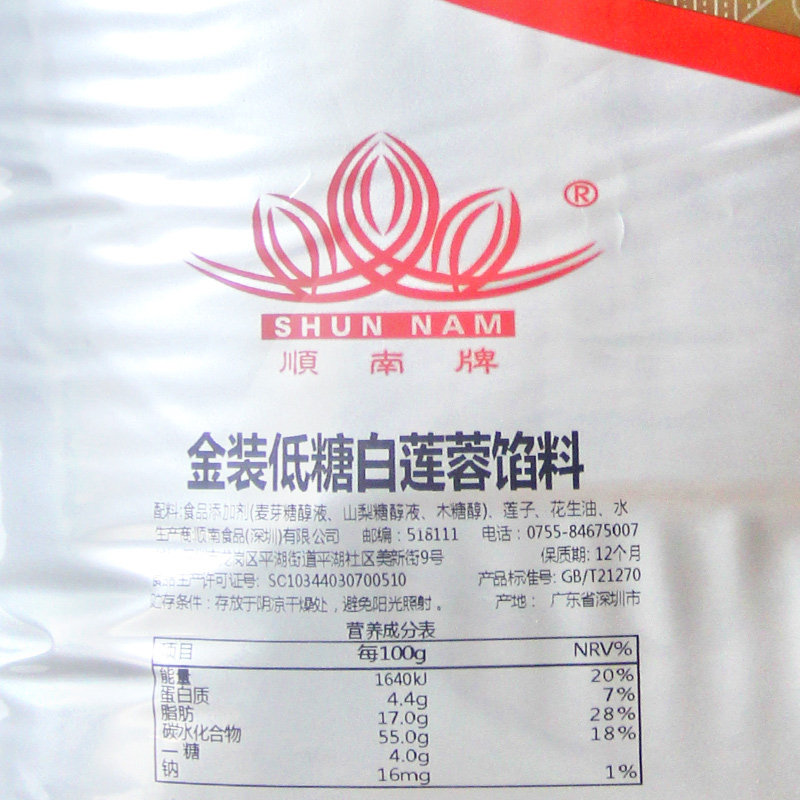 ®
SHUN NAM
順南牌
金装低糖白莲蓉馅料
配料:食品添加剂(麦芽糖醇液、山梨糖醇液、木糖醇)、莲子、花生油、水
生产商:顺南食品(深圳)有限公司 邮编：518111 电话：0755-84675007
岗区平湖街道平湖社区美新街9号 保质期: 12个月
生产许可证号: SC10344030700510 产品标准号: GB/T21270
贮存条件：存放于阴凉干燥处，避免阳光照射。 产地： 广东省深圳市
营养成分表
项目 每100g NRV%
能量 1640kJ 20%
蛋白质 4.4g 7%
脂肪 17.0g 28%
碳水化合物 55.0g 18%
一糖 4.0g
钠 16mg 1%